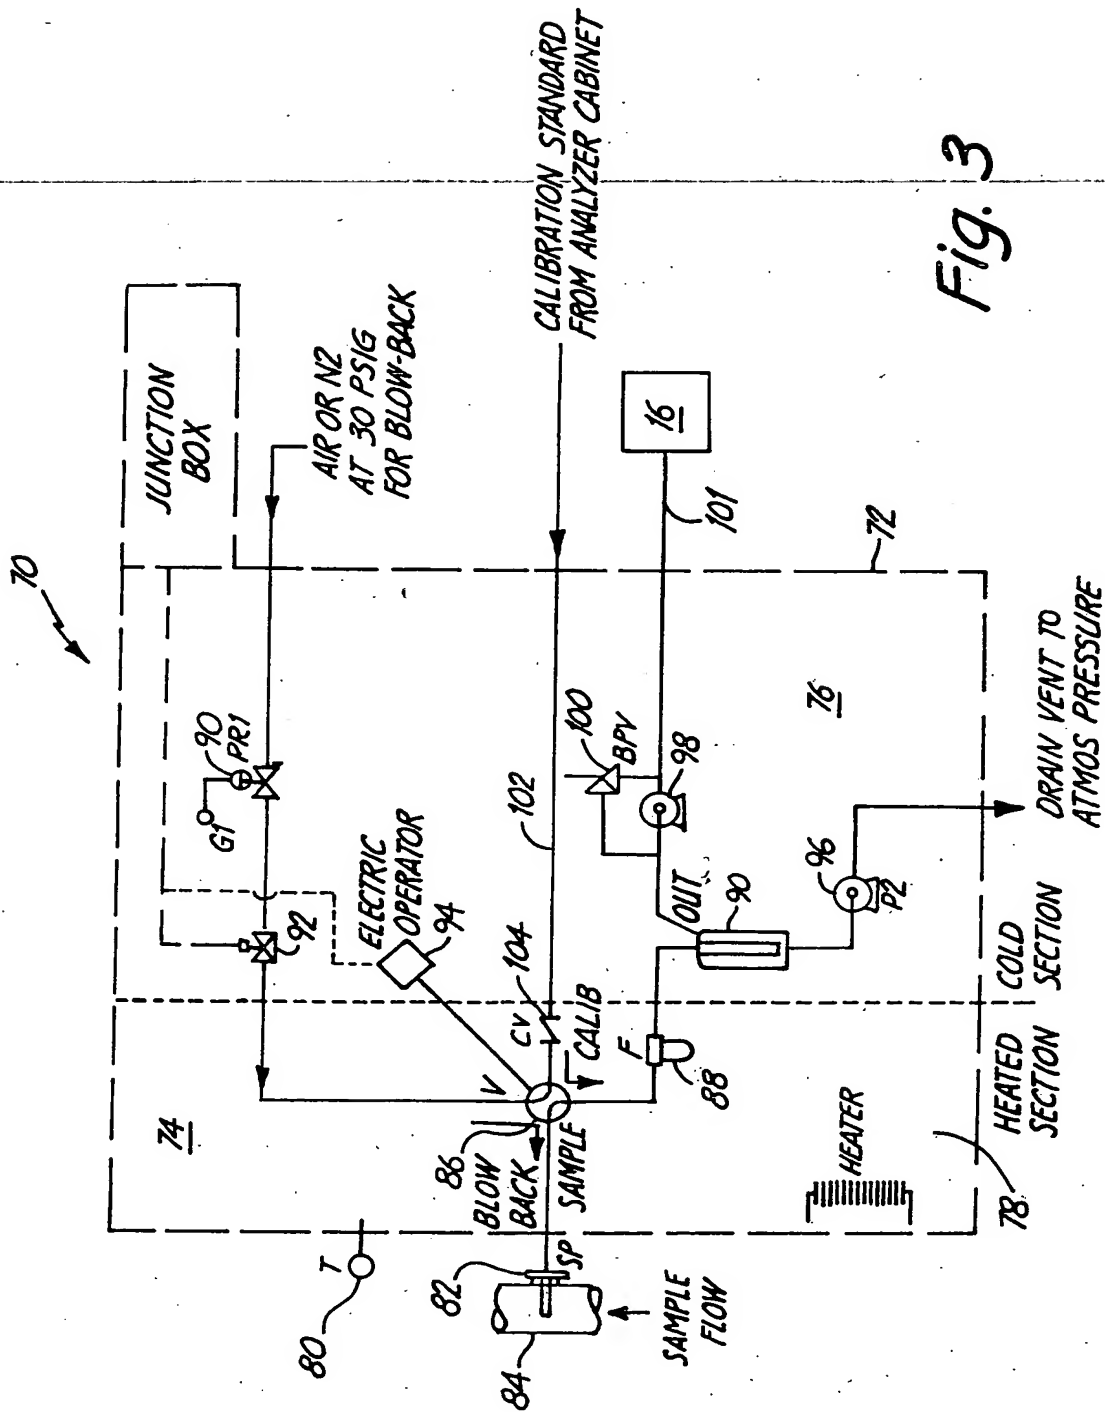 70
JUNCTION
BOX
AIR OR N2
AT 30 PSIG
FOR BLOW-BACK
CALIBRATION STANDARD
FROM ANALYZER CABINET
90
PR1
G1
92
ELECTRIC
OPERATOR
94
102
104
CV
CALIB
V
74
86
BLOW
BACK
SAMPLE
80
T
82
SP
84
SAMPLE
FLOW
HEATER
78
F
88
OUT
90
100
BPV
98
101
16
72
76
96
P2
DRAIN VENT TO
ATMOS PRESSURE
HEATED
SECTION
COLD
SECTION
Fig. 3